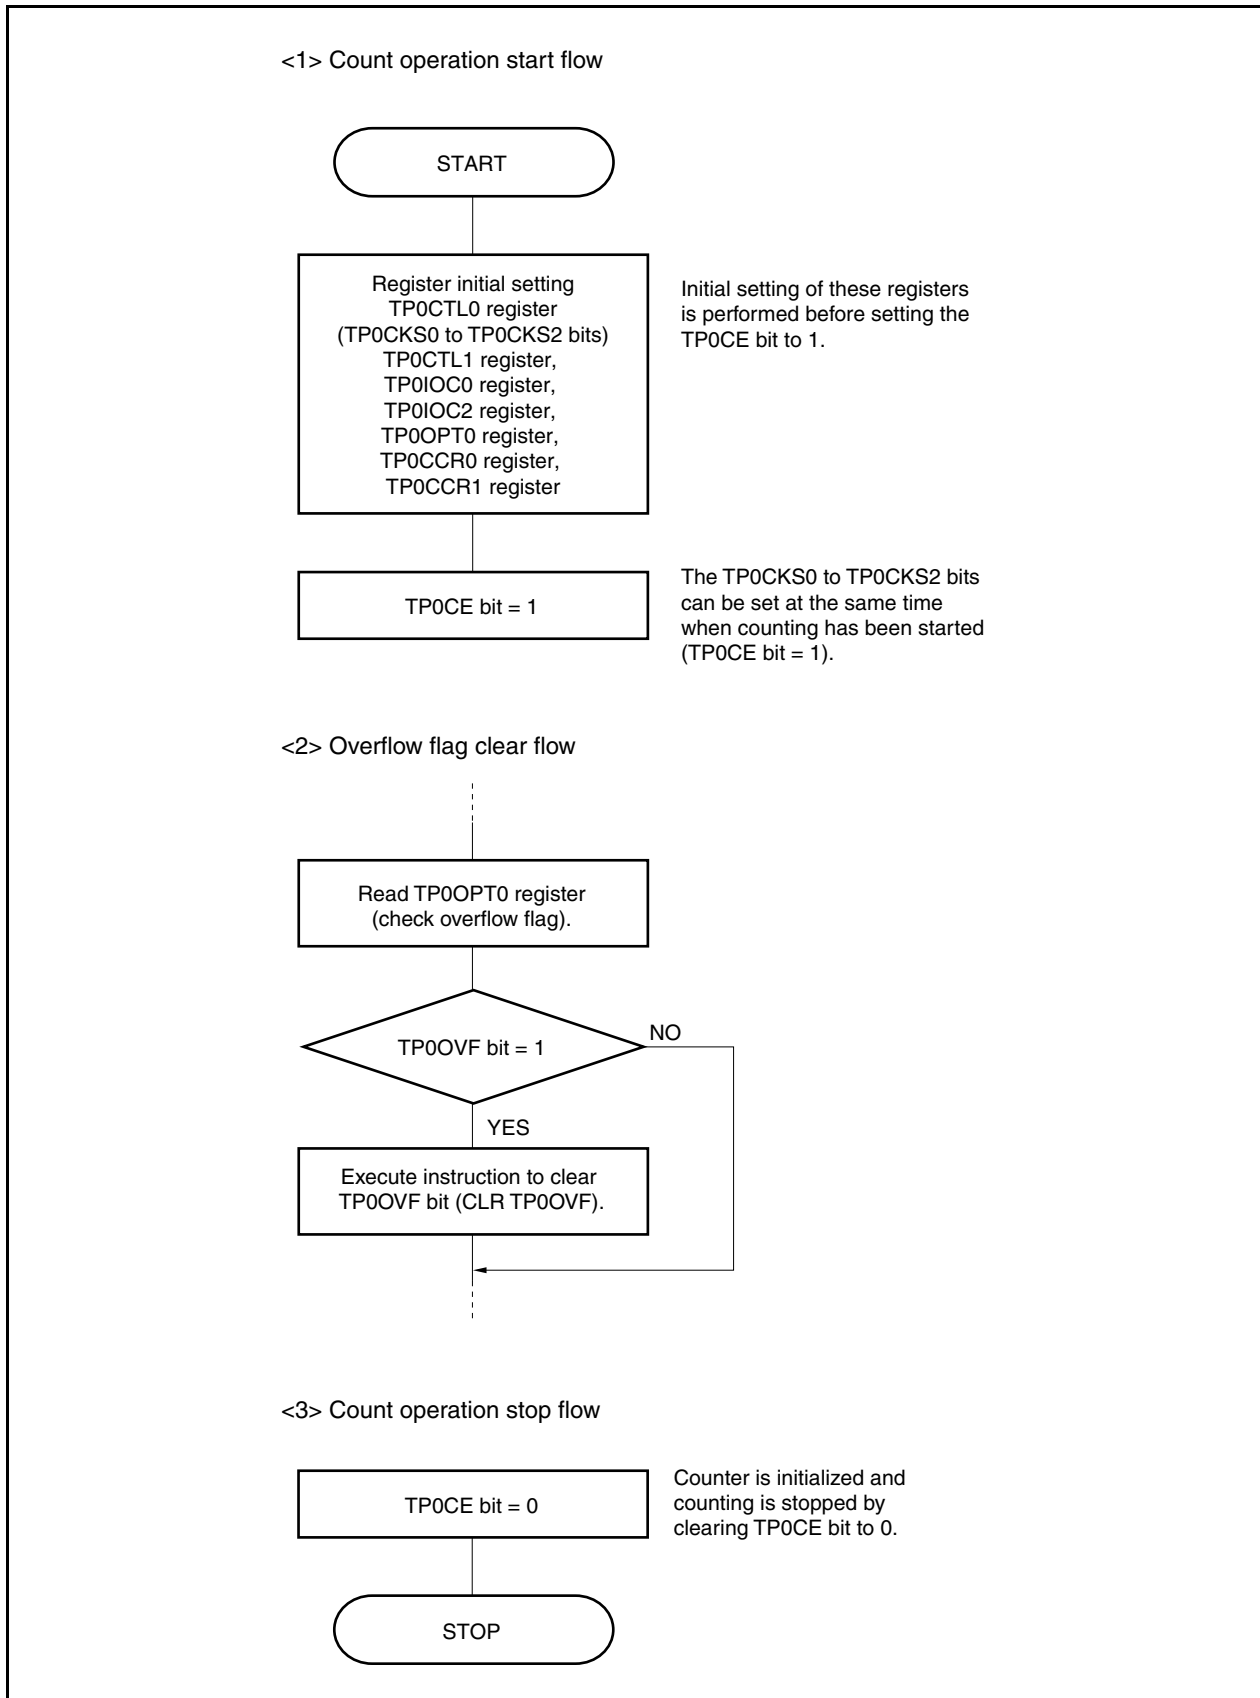 <1> Count operation start flow
START
Register initial setting
TP0CTL0 register
(TP0CKS0 to TP0CKS2 bits)
TP0CTL1 register,
TP0IOC0 register,
TP0IOC2 register,
TP0OPT0 register,
TP0CCR0 register,
TP0CCR1 register
Initial setting of these registers
is performed before setting the
TP0CE bit to 1.
TP0CE bit = 1
The TP0CKS0 to TP0CKS2 bits
can be set at the same time
when counting has been started
(TP0CE bit = 1).
<2> Overflow flag clear flow
Read TP0OPT0 register
(check overflow flag).
TP0OVF bit = 1
NO
YES
Execute instruction to clear
TP0OVF bit (CLR TP0OVF).
<3> Count operation stop flow
TP0CE bit = 0
Counter is initialized and
counting is stopped by
clearing TP0CE bit to 0.
STOP